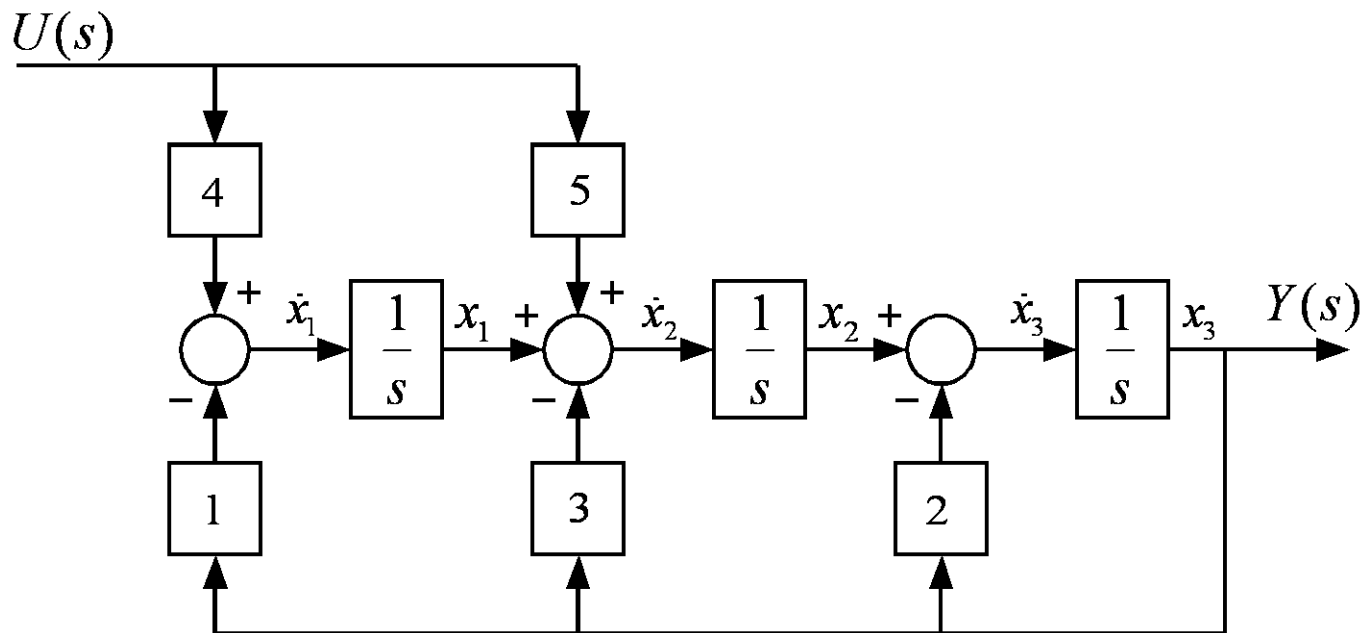 U(s)
4
5
+
+
ẋ₁
1
s
x₁
+
ẋ₂
1
s
x₂
+
ẋ₃
1
s
x₃
Y(s)
−
−
−
1
3
2